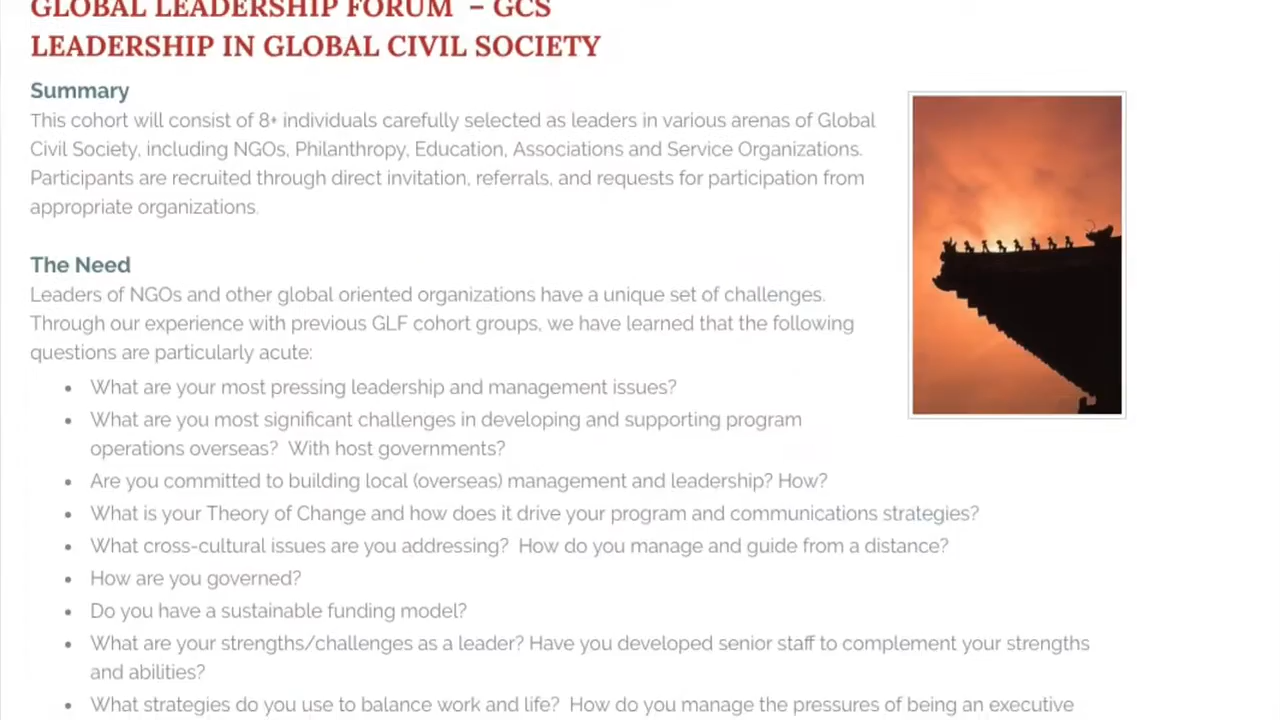 GLOBAL LEADERSHIP FORUM – GCS
LEADERSHIP IN GLOBAL CIVIL SOCIETY
Summary
This cohort will consist of 8+ individuals carefully selected as leaders in various arenas of Global
Civil Society, including NGOs, Philanthropy, Education, Associations and Service Organizations.
Participants are recruited through direct invitation, referrals, and requests for participation from
appropriate organizations.
The Need
Leaders of NGOs and other global oriented organizations have a unique set of challenges.
Through our experience with previous GLF cohort groups, we have learned that the following
questions are particularly acute:
• What are your most pressing leadership and management issues?
• What are you most significant challenges in developing and supporting program
operations overseas?  With host governments?
• Are you committed to building local (overseas) management and leadership? How?
• What is your Theory of Change and how does it drive your program and communications strategies?
• What cross-cultural issues are you addressing?  How do you manage and guide from a distance?
• How are you governed?
• Do you have a sustainable funding model?
• What are your strengths/challenges as a leader? Have you developed senior staff to complement your strengths
and abilities?
• What strategies do you use to balance work and life?  How do you manage the pressures of being an executive